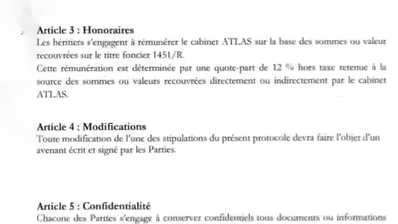 Article 3 : Honoraires
Les héritiers s'engagent à rémunérer le cabinet ATLAS sur la base des sommes ou valeur
recouvrées sur le titre foncier 1451/R.
Cette rémunération est déterminée par une quote-part de 12 % hors taxe retenue à la
source des sommes ou valeurs recouvrées directement ou indirectement par le cabinet
ATLAS.
Article 4 : Modifications
Toute modification de l'une des stipulations du présent protocole devra faire l'objet d'un
avenant écrit et signé par les Parties.
Article 5 : Confidentialité
Chacune des Parties s'engage à conserver confidentiels tous documents ou informations